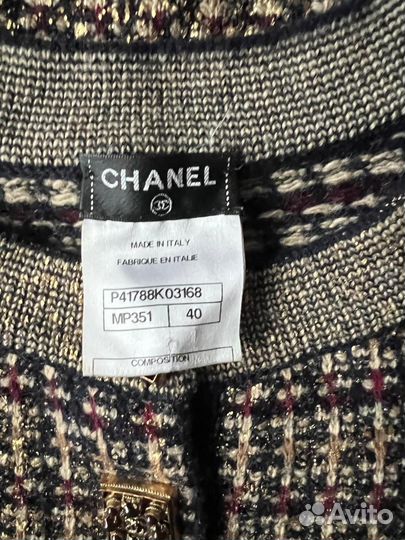 CHANEL
MADE IN ITALY
FABRIQUE EN ITALIE
P41788K03168
MP351 40
COMPOSITION
Avito